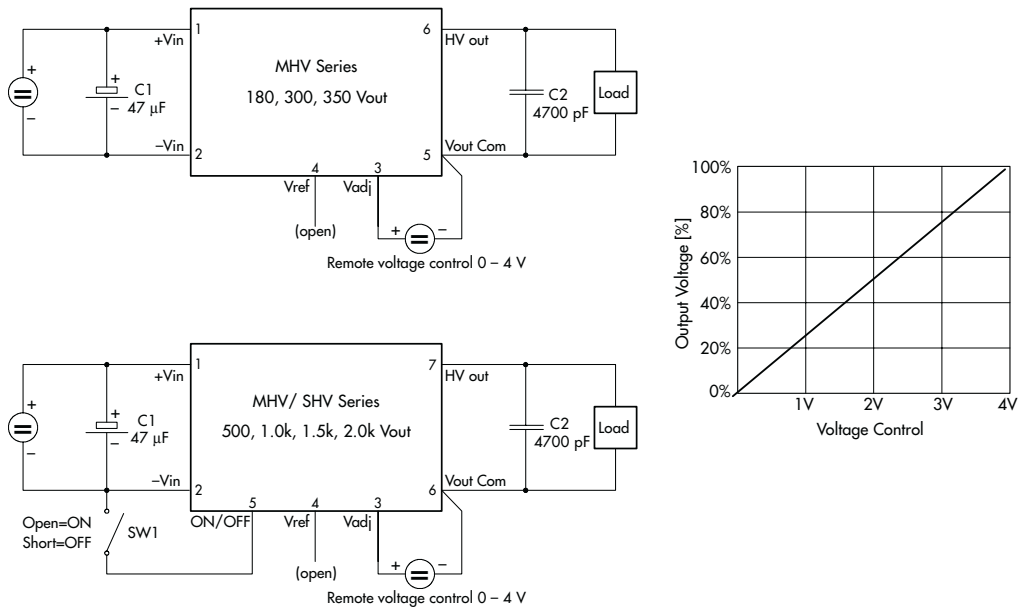 1
6
+Vin
HV out
MHV Series
180, 300, 350 Vout
+
–
+
–
C1
47 µF
C2
4700 pF
Load
–Vin
Vout Com
2
5
4
3
Vref
Vadj
(open)
+
–
Remote voltage control 0 – 4 V
1
7
+Vin
HV out
MHV/ SHV Series
500, 1.0k, 1.5k, 2.0k Vout
+
–
+
–
C1
47 µF
C2
4700 pF
Load
–Vin
Vout Com
2
6
5
4
3
Open=ON
Short=OFF
SW1
ON/OFF
Vref
Vadj
(open)
+
–
Remote voltage control 0 – 4 V
Output Voltage [%]
100%
80%
60%
40%
20%
0%
1V
2V
3V
4V
Voltage Control